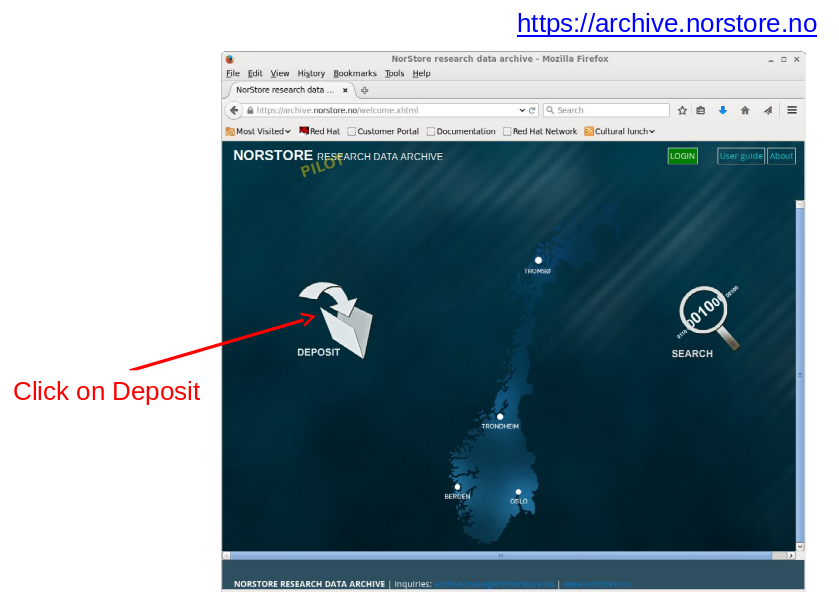 https://archive.norstore.no
NorStore research data archive - Mozilla Firefox
File Edit View History Bookmarks Tools Help
NorStore research data ...
https://archive.norstore.no/welcome.xhtml
Search
Most Visited Red Hat Customer Portal Documentation Red Hat Network Cultural lunch
NORSTORE RESEARCH DATA ARCHIVE
PILOT
LOGIN User guide About
TROMSØ
0110 001000 00100
DEPOSIT
SEARCH
Click on Deposit
TRONDHEIM
BERGEN
OSLO
NORSTORE RESEARCH DATA ARCHIVE | Inquiries: archive.manager@norstore.no | www.norstore.no